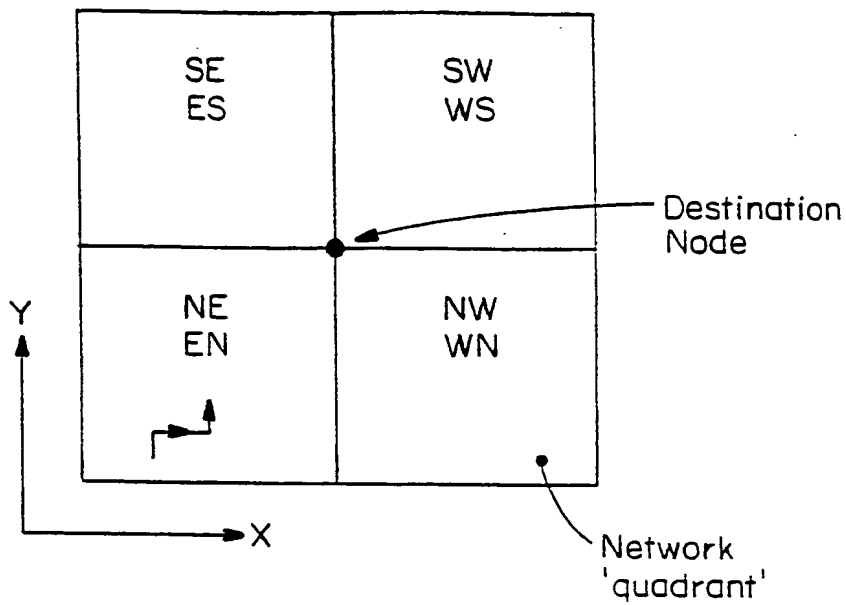 SE
ES
SW
WS
Destination
Node
NE
EN
NW
WN
Y
X
Network
'quadrant'